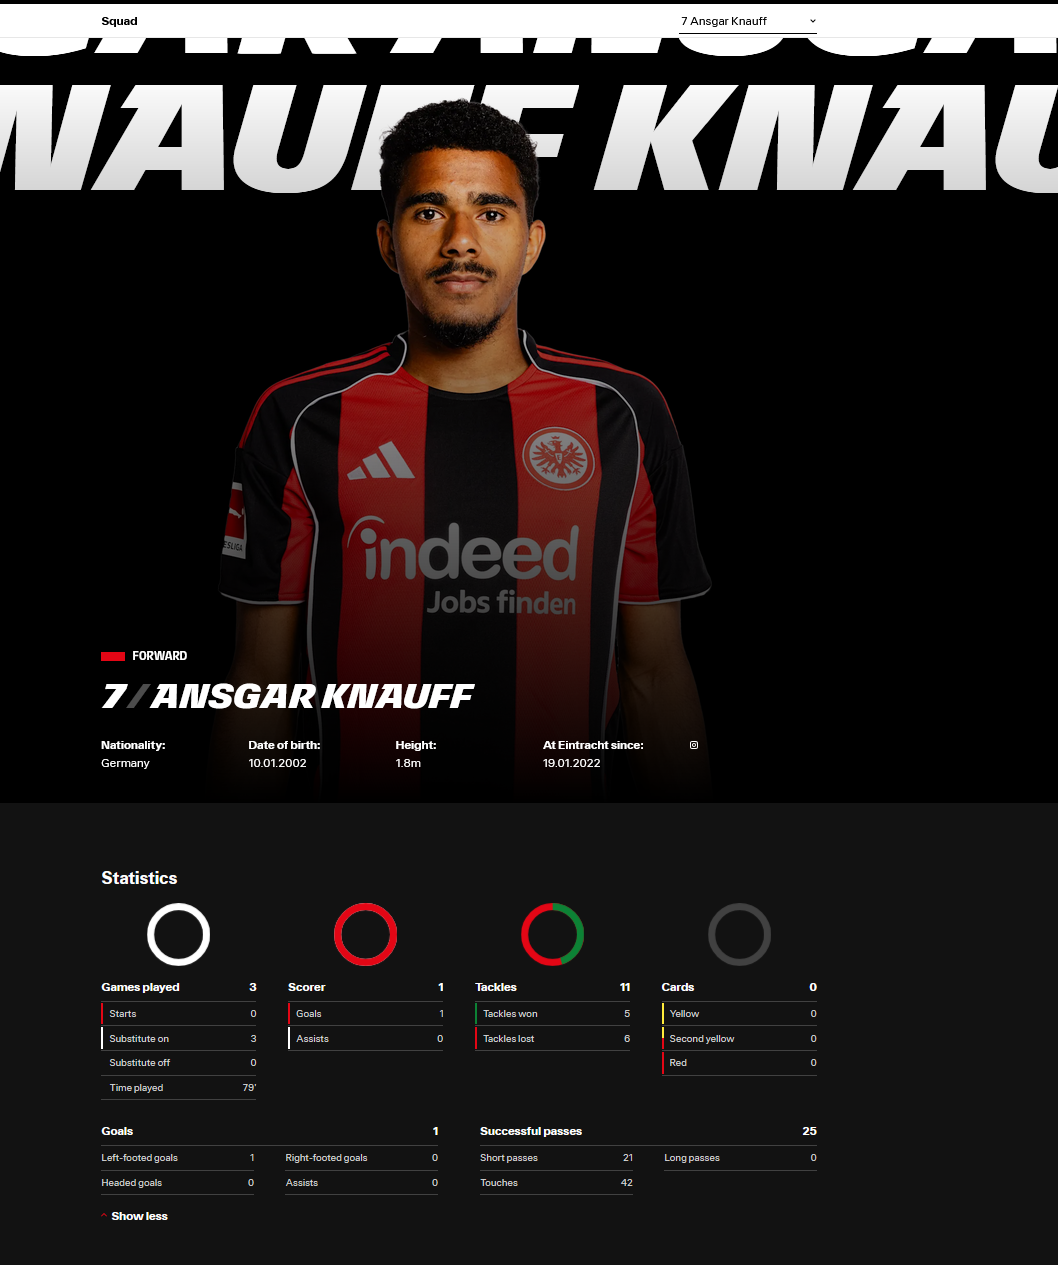 Squad
7 Ansgar Knauff
KNAUFF KNAU
indeed
Jobs finden
FORWARD
7 / ANSGAR KNAUFF
Nationality:
Germany
Date of birth:
10.01.2002
Height:
1.8m
At Eintracht since:
19.01.2022
Statistics
Games played 3
Starts 0
Substitute on 3
Substitute off 0
Time played 79'
Scorer 1
Goals 1
Assists 0
Tackles 11
Tackles won 5
Tackles lost 6
Cards 0
Yellow 0
Second yellow 0
Red 0
Goals 1
Left-footed goals 1
Right-footed goals 0
Headed goals 0
Assists 0
Successful passes 25
Short passes 21
Long passes 0
Touches 42
Show less